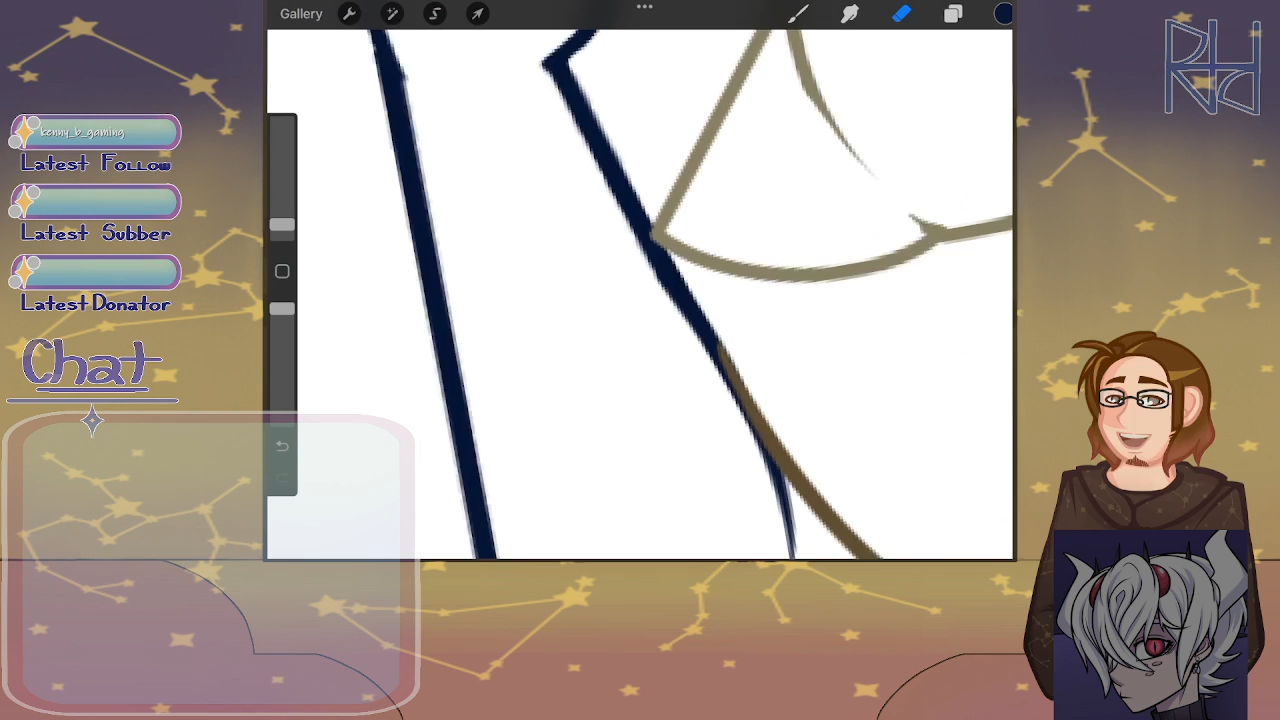 Gallery
kenny_b_gaming
Latest Follow
Latest Subber
Latest Donator
Chat